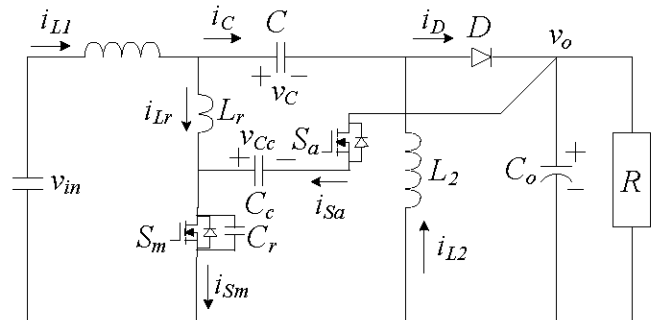 i_{L1} i_C C i_D D v_o
+ v_C −
i_{Lr} L_r
v_{Cc} S_a
+ −
v_{in} C_c i_{Sa} L_2 C_o + − R
S_m C_r i_{L2}
i_{Sm}